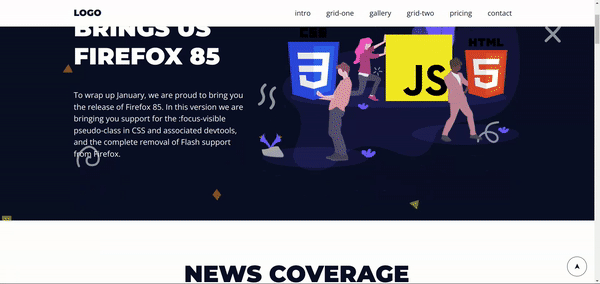 LOGO
intro
grid-one
gallery
grid-two
pricing
contact
BRINGS US
FIREFOX 85
To wrap up January, we are proud to bring you
the release of Firefox 85. In this version we are
bringing you support for the :focus-visible
pseudo-class in CSS and associated devtools,
and the complete removal of Flash support
from Firefox.
CSS
3
JS
HTML
5
NEWS COVERAGE